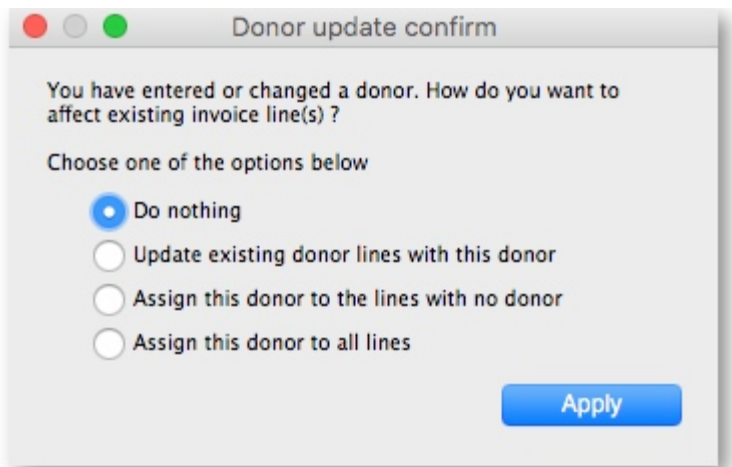 Donor update confirm
You have entered or changed a donor. How do you want to
affect existing invoice line(s) ?
Choose one of the options below
Do nothing
Update existing donor lines with this donor
Assign this donor to the lines with no donor
Assign this donor to all lines
Apply